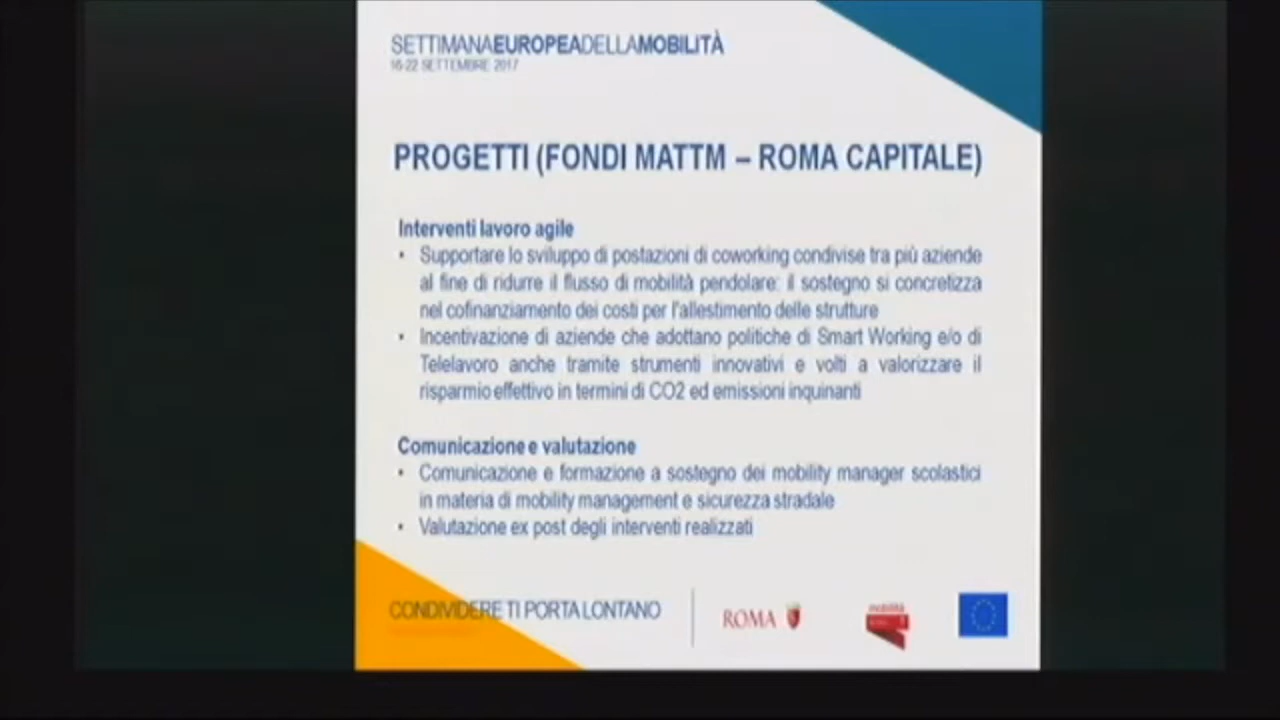 SETTIMANAEUROPEADELLAMOBILITÀ
16-22 SETTEMBRE 2017
PROGETTI (FONDI MATTM – ROMA CAPITALE)
Interventi lavoro agile
• Supportare lo sviluppo di postazioni di coworking condivise tra più aziende
al fine di ridurre il flusso di mobilità pendolare: il sostegno si concretizza
nel cofinanziamento dei costi per l'allestimento delle strutture
• Incentivazione di aziende che adottano politiche di Smart Working e/o di
Telelavoro anche tramite strumenti innovativi e volti a valorizzare il
risparmio effettivo in termini di CO2 ed emissioni inquinanti
Comunicazione e valutazione
• Comunicazione e formazione a sostegno dei mobility manager scolastici
in materia di mobility management e sicurezza stradale
• Valutazione ex post degli interventi realizzati
CONDIVIDERE TI PORTA LONTANO
ROMA
mobilità